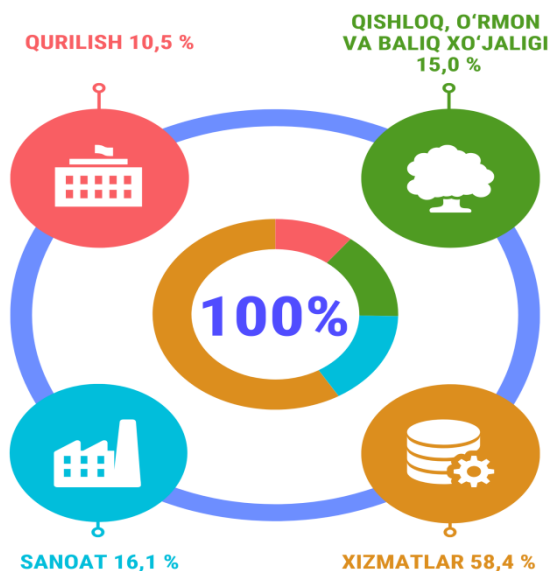 QURILISH 10,5 %
QISHLOQ, O‘RMON
VA BALIQ XO‘JALIGI
15,0 %
100%
SANOAT 16,1 %
XIZMATLAR 58,4 %